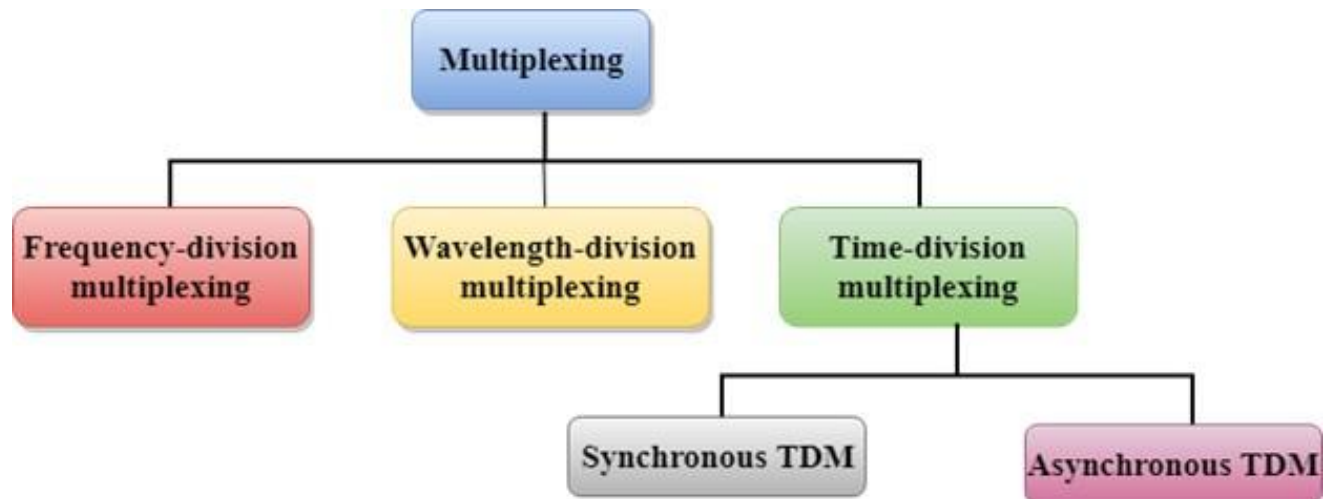 Multiplexing
Frequency-division
multiplexing
Wavelength-division
multiplexing
Time-division
multiplexing
Synchronous TDM
Asynchronous TDM